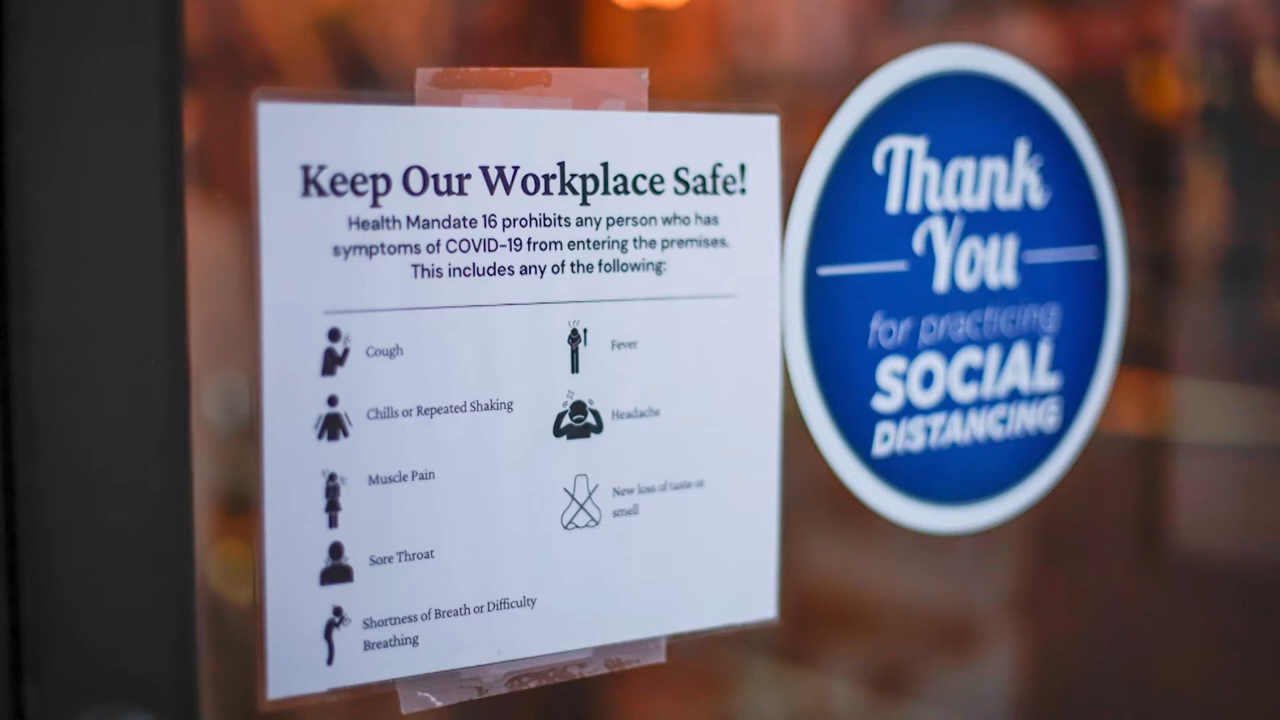 Keep Our Workplace Safe!
Health Mandate 16 prohibits any person who has
symptoms of COVID-19 from entering the premises.
This includes any of the following:
Cough
Chills or Repeated Shaking
Muscle Pain
Sore Throat
Shortness of Breath or Difficulty
Breathing
Fever
Headache
New loss of taste or
smell
Thank
You
for practicing
SOCIAL
DISTANCING